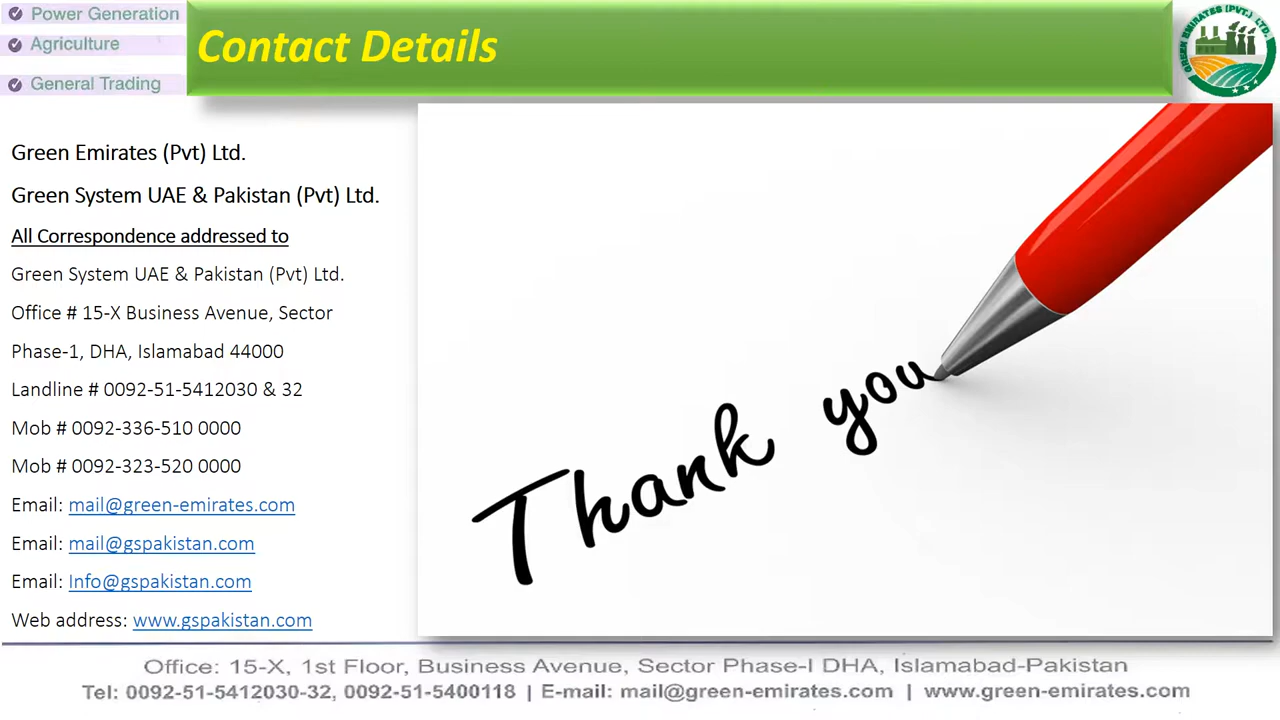 Power Generation
Agriculture
General Trading
Contact Details
GREEN EMIRATES (PVT.) LTD.
Green Emirates (Pvt) Ltd.
Green System UAE & Pakistan (Pvt) Ltd.
All Correspondence addressed to
Green System UAE & Pakistan (Pvt) Ltd.
Office # 15-X Business Avenue, Sector
Phase-1, DHA, Islamabad 44000
Landline # 0092-51-5412030 & 32
Mob # 0092-336-510 0000
Mob # 0092-323-520 0000
Email: mail@green-emirates.com
Email: mail@gspakistan.com
Email: Info@gspakistan.com
Web address: www.gspakistan.com
Thank you
Office: 15-X, 1st Floor, Business Avenue, Sector Phase-I DHA, Islamabad-Pakistan
Tel: 0092-51-5412030-32, 0092-51-5400118 | E-mail: mail@green-emirates.com | www.green-emirates.com